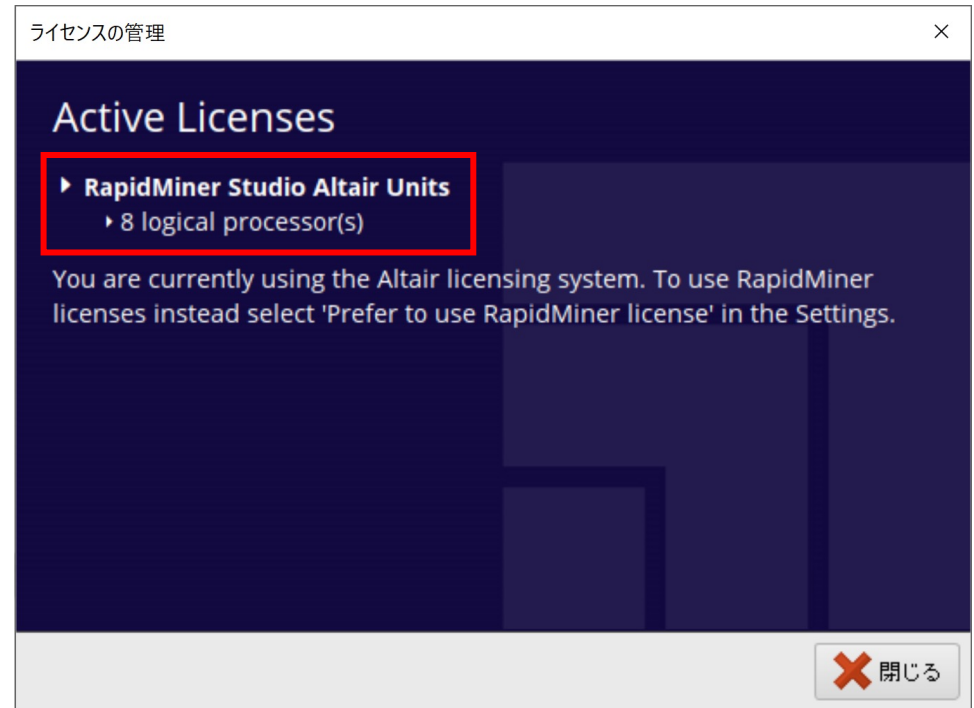 ライセンスの管理
Active Licenses
RapidMiner Studio Altair Units
8 logical processor(s)
You are currently using the Altair licensing system. To use RapidMiner
licenses instead select 'Prefer to use RapidMiner license' in the Settings.
閉じる